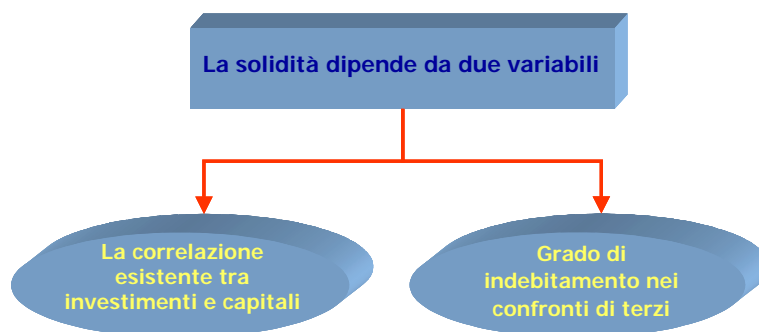 La solidità dipende da due variabili
La correlazione
esistente tra
investimenti e capitali
Grado di
indebitamento nei
confronti di terzi